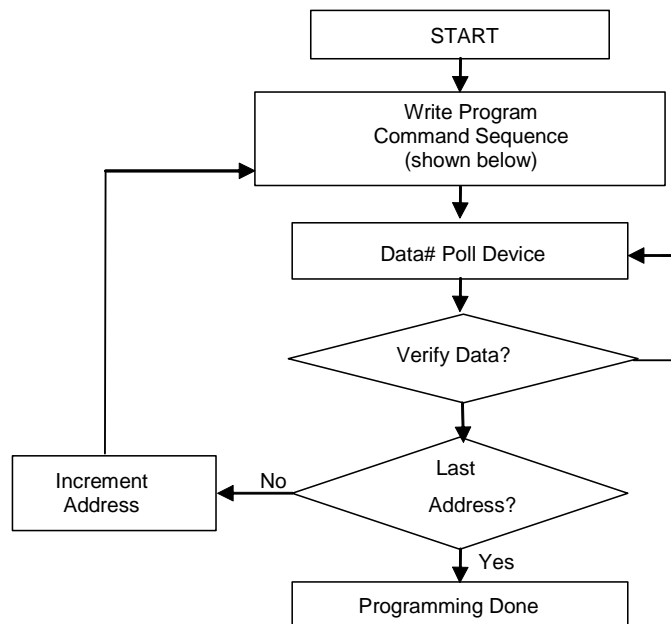 START
Write Program
Command Sequence
(shown below)
Data# Poll Device
Verify Data?
Last
Address?
No
Increment
Address
Yes
Programming Done